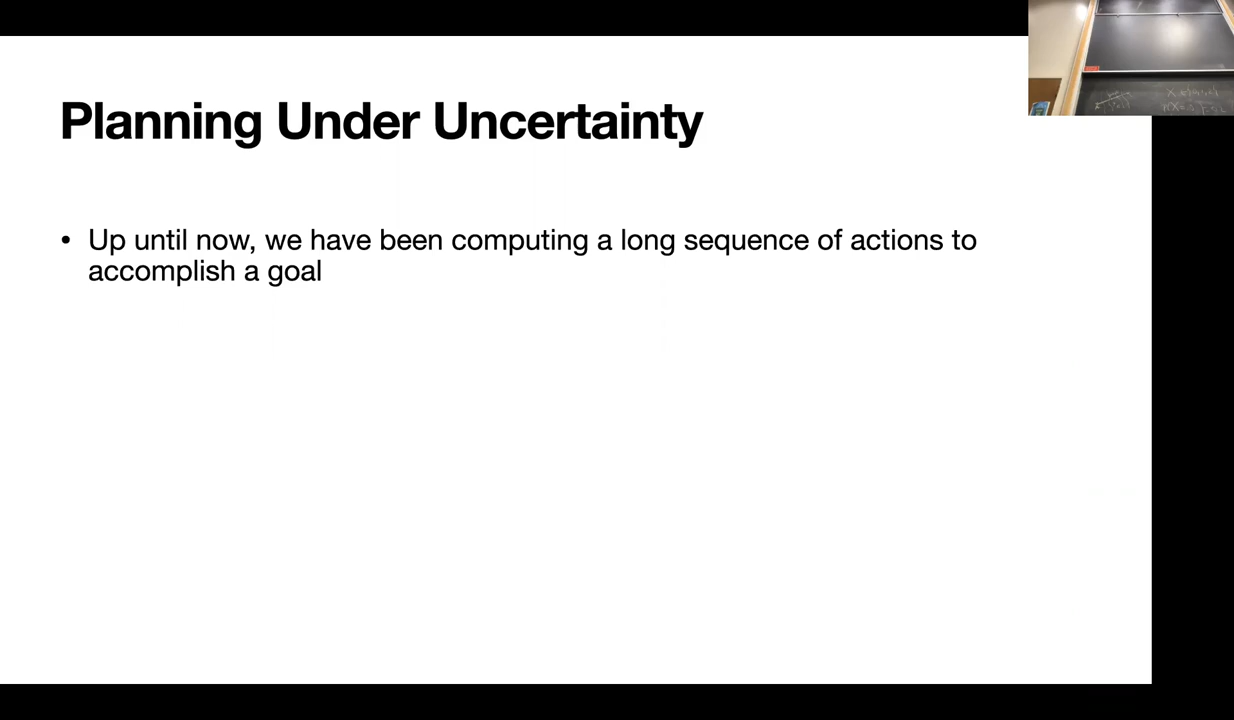 Planning Under Uncertainty
• Up until now, we have been computing a long sequence of actions to
accomplish a goal